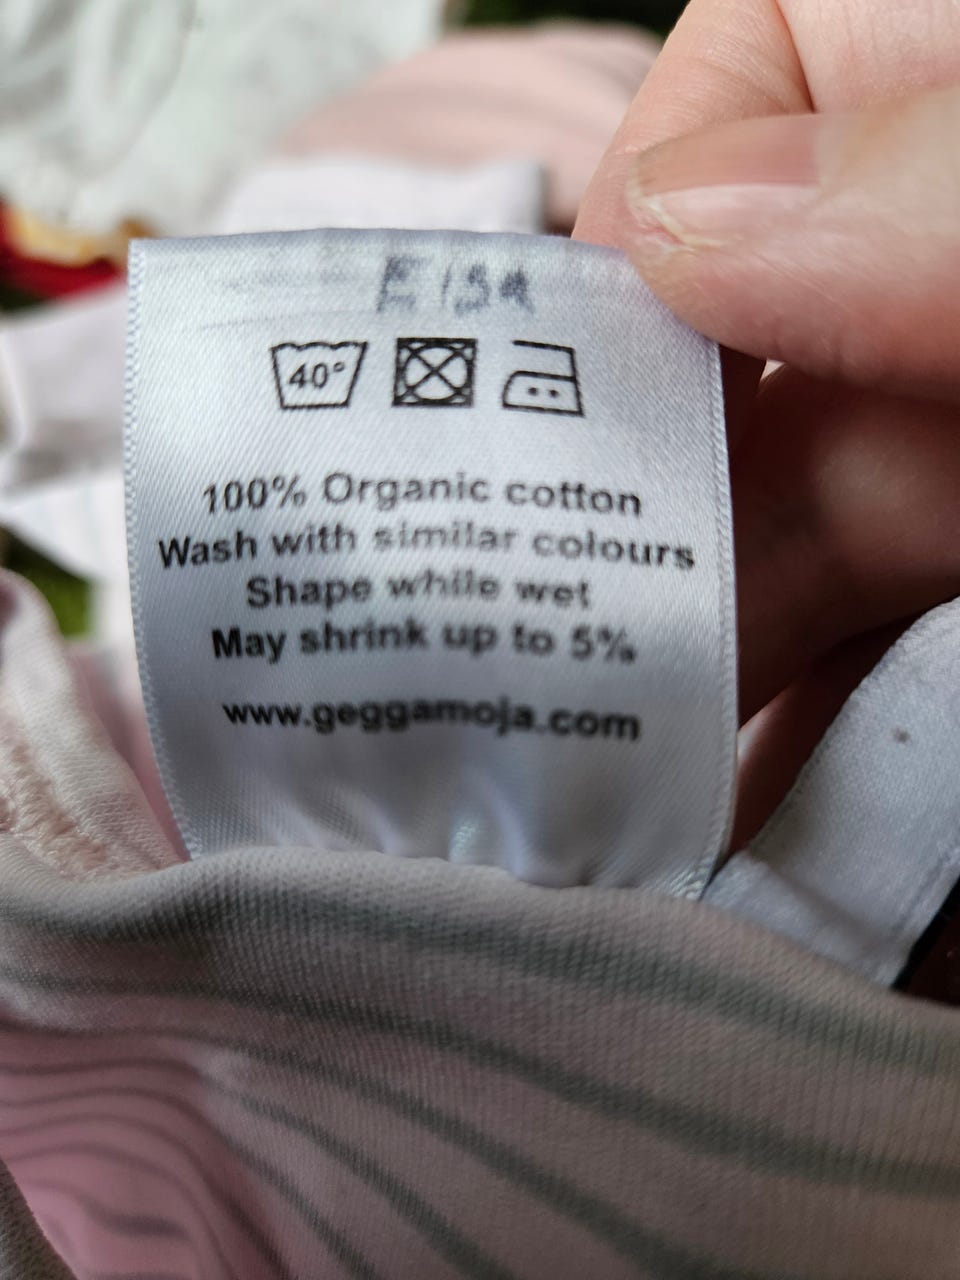 Elsa
40°
100% Organic cotton
Wash with similar colours
Shape while wet
May shrink up to 5%
www.geggamoja.com